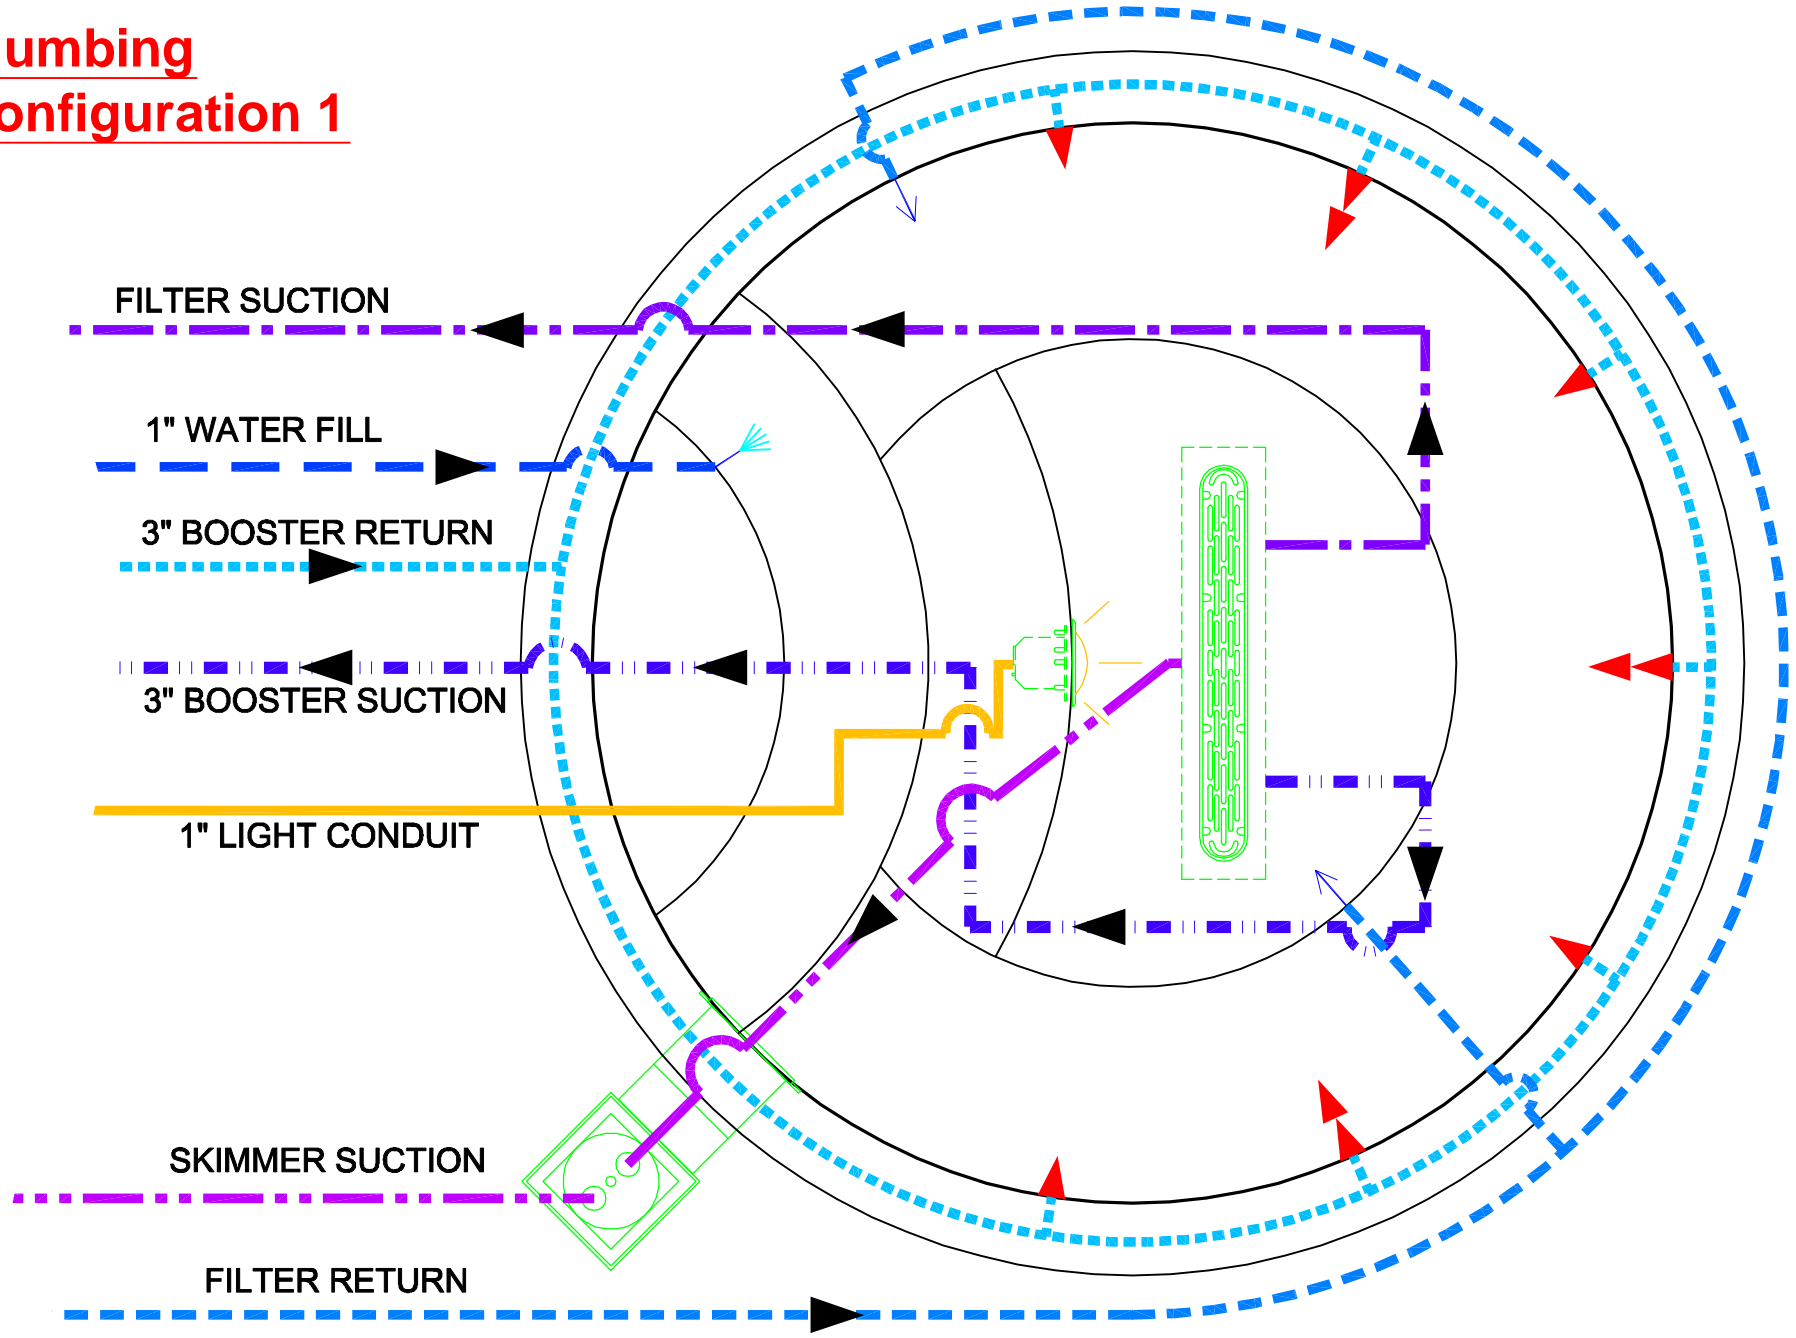 umbing
onfiguration 1
FILTER SUCTION
1" WATER FILL
3" BOOSTER RETURN
3" BOOSTER SUCTION
1" LIGHT CONDUIT
SKIMMER SUCTION
FILTER RETURN